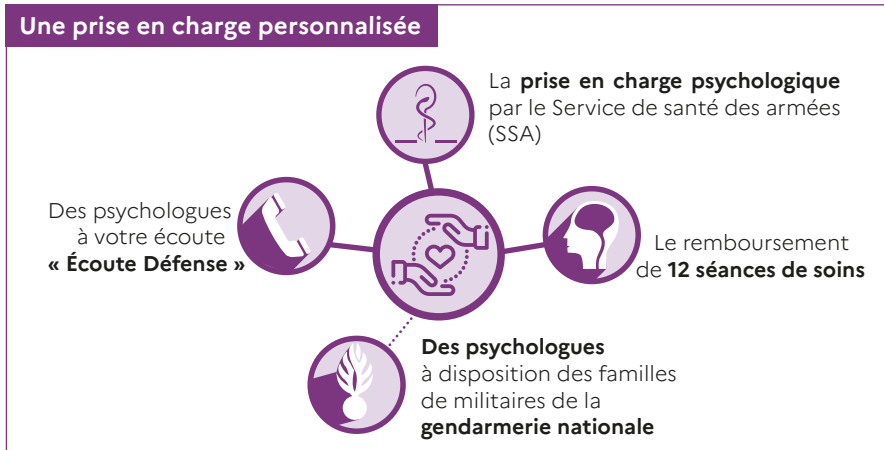 Une prise en charge personnalisée
La prise en charge psychologique
par le Service de santé des armées
(SSA)
Des psychologues
à votre écoute
« Écoute Défense »
Le remboursement
de 12 séances de soins
Des psychologues
à disposition des familles
de militaires de la
gendarmerie nationale